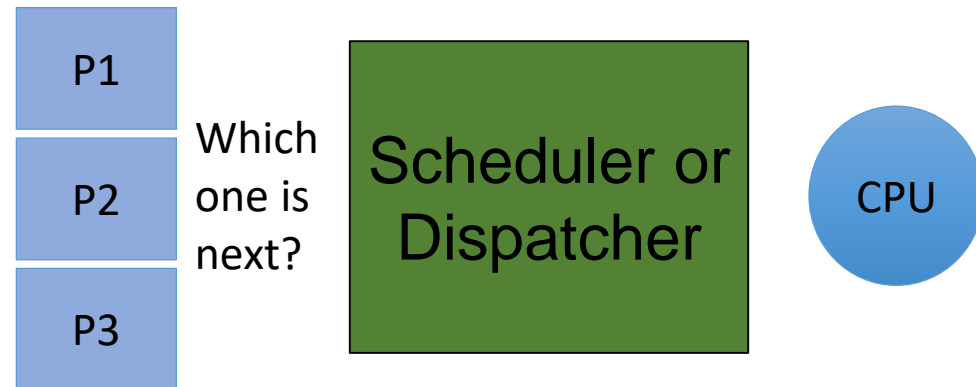 P1
P2
P3
Which
one is
next?
Scheduler or
Dispatcher
CPU